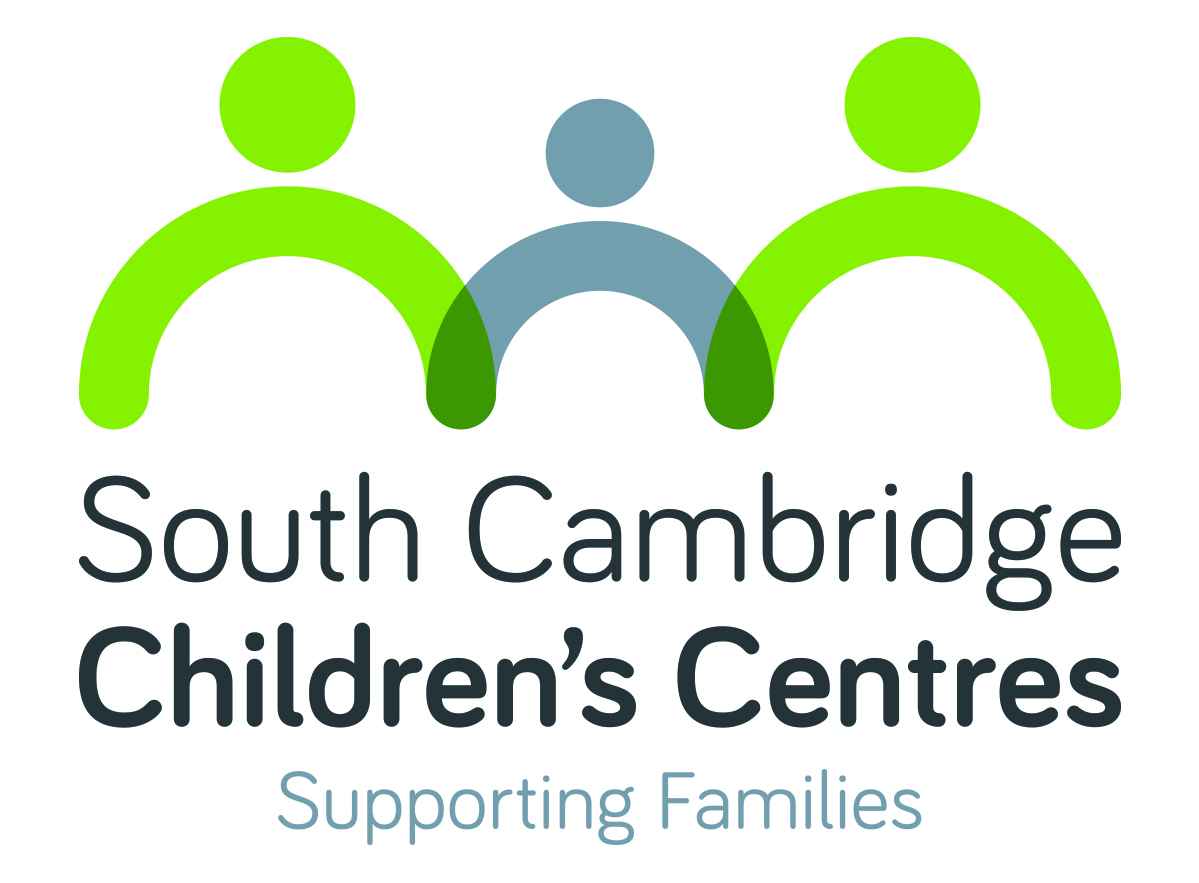 South Cambridge
Children’s Centres
Supporting Families